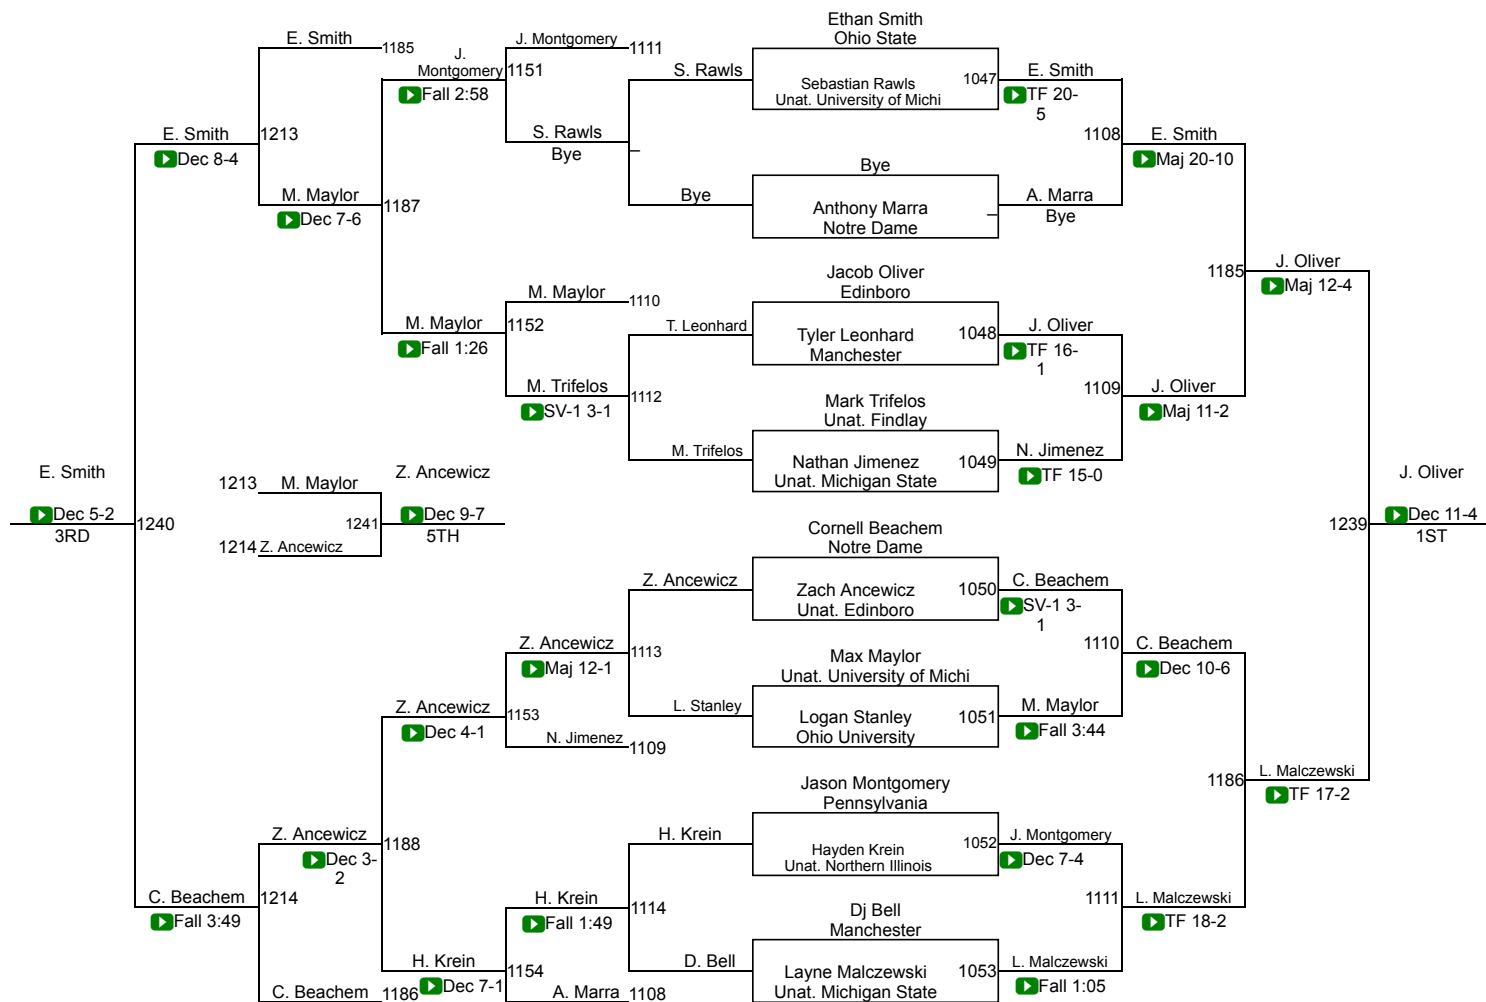 Ethan Smith
Ohio State
E. Smith
1185
J.
Montgomery
1151
Fall 2:58
J. Montgomery
1111
S. Rawls
Sebastian Rawls
Unat. University of Michi
1047
E. Smith
TF 20-
5
E. Smith
Dec 8-4
1213
S. Rawls
Bye
_
1108
E. Smith
Maj 20-10
Bye
M. Maylor
Dec 7-6
1187
Bye
Anthony Marra
Notre Dame
_
A. Marra
Bye
Jacob Oliver
Edinboro
1185
J. Oliver
Maj 12-4
M. Maylor
1110
M. Maylor
Fall 1:26
1152
T. Leonhard
Tyler Leonhard
Manchester
1048
J. Oliver
TF 16-
1
M. Trifelos
SV-1 3-1
1112
1109
J. Oliver
Maj 11-2
Mark Trifelos
Unat. Findlay
M. Trifelos
Nathan Jimenez
Unat. Michigan State
1049
N. Jimenez
TF 15-0
E. Smith
Dec 5-2
3RD
1240
1213
M. Maylor
1241
1214
Z. Ancewicz
Z. Ancewicz
Dec 9-7
5TH
J. Oliver
1239
Dec 11-4
1ST
Cornell Beachem
Notre Dame
Z. Ancewicz
Zach Ancewicz
Unat. Edinboro
1050
C. Beachem
SV-1 3-
1
Z. Ancewicz
Maj 12-1
1113
1110
C. Beachem
Dec 10-6
Max Maylor
Unat. University of Michi
Z. Ancewicz
Dec 4-1
1153
L. Stanley
Logan Stanley
Ohio University
1051
M. Maylor
Fall 3:44
N. Jimenez
1109
1186
L. Malczewski
TF 17-2
Jason Montgomery
Pennsylvania
Z. Ancewicz
Dec 3-
2
1188
H. Krein
Hayden Krein
Unat. Northern Illinois
1052
J. Montgomery
Dec 7-4
C. Beachem
Fall 3:49
1214
H. Krein
Fall 1:49
1114
1111
L. Malczewski
TF 18-2
Dj Bell
Manchester
H. Krein
Dec 7-1
1154
D. Bell
Layne Malczewski
Unat. Michigan State
1053
L. Malczewski
Fall 1:05
C. Beachem
1186
A. Marra
1108